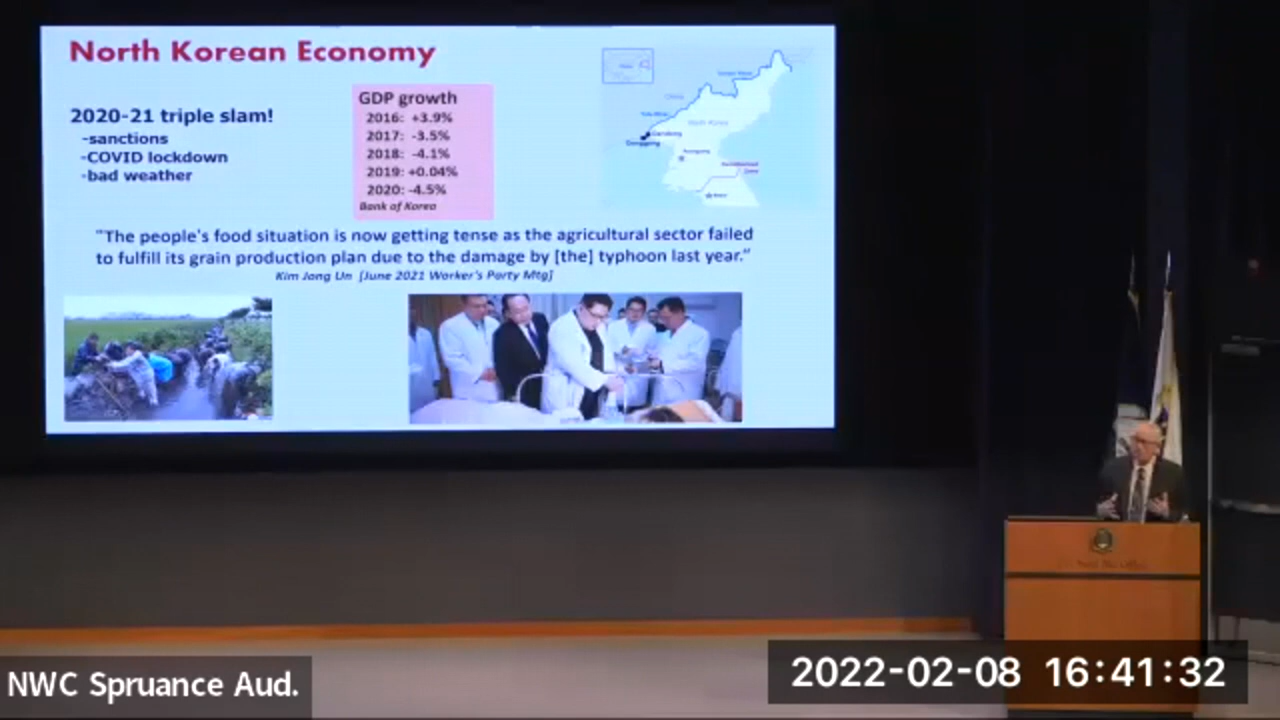 North Korean Economy
2020-21 triple slam!
-sanctions
-COVID lockdown
-bad weather
GDP growth
2016: +3.9%
2017: -3.5%
2018: -4.1%
2019: +0.04%
2020: -4.5%
Bank of Korea
China
North Korea
Dandong
"The people's food situation is now getting tense as the agricultural sector failed
to fulfill its grain production plan due to the damage by [the] typhoon last year."
Kim Jong Un [June 2021 Worker's Party Mtg]
NWC Spruance Aud.
2022-02-08 16:41:32